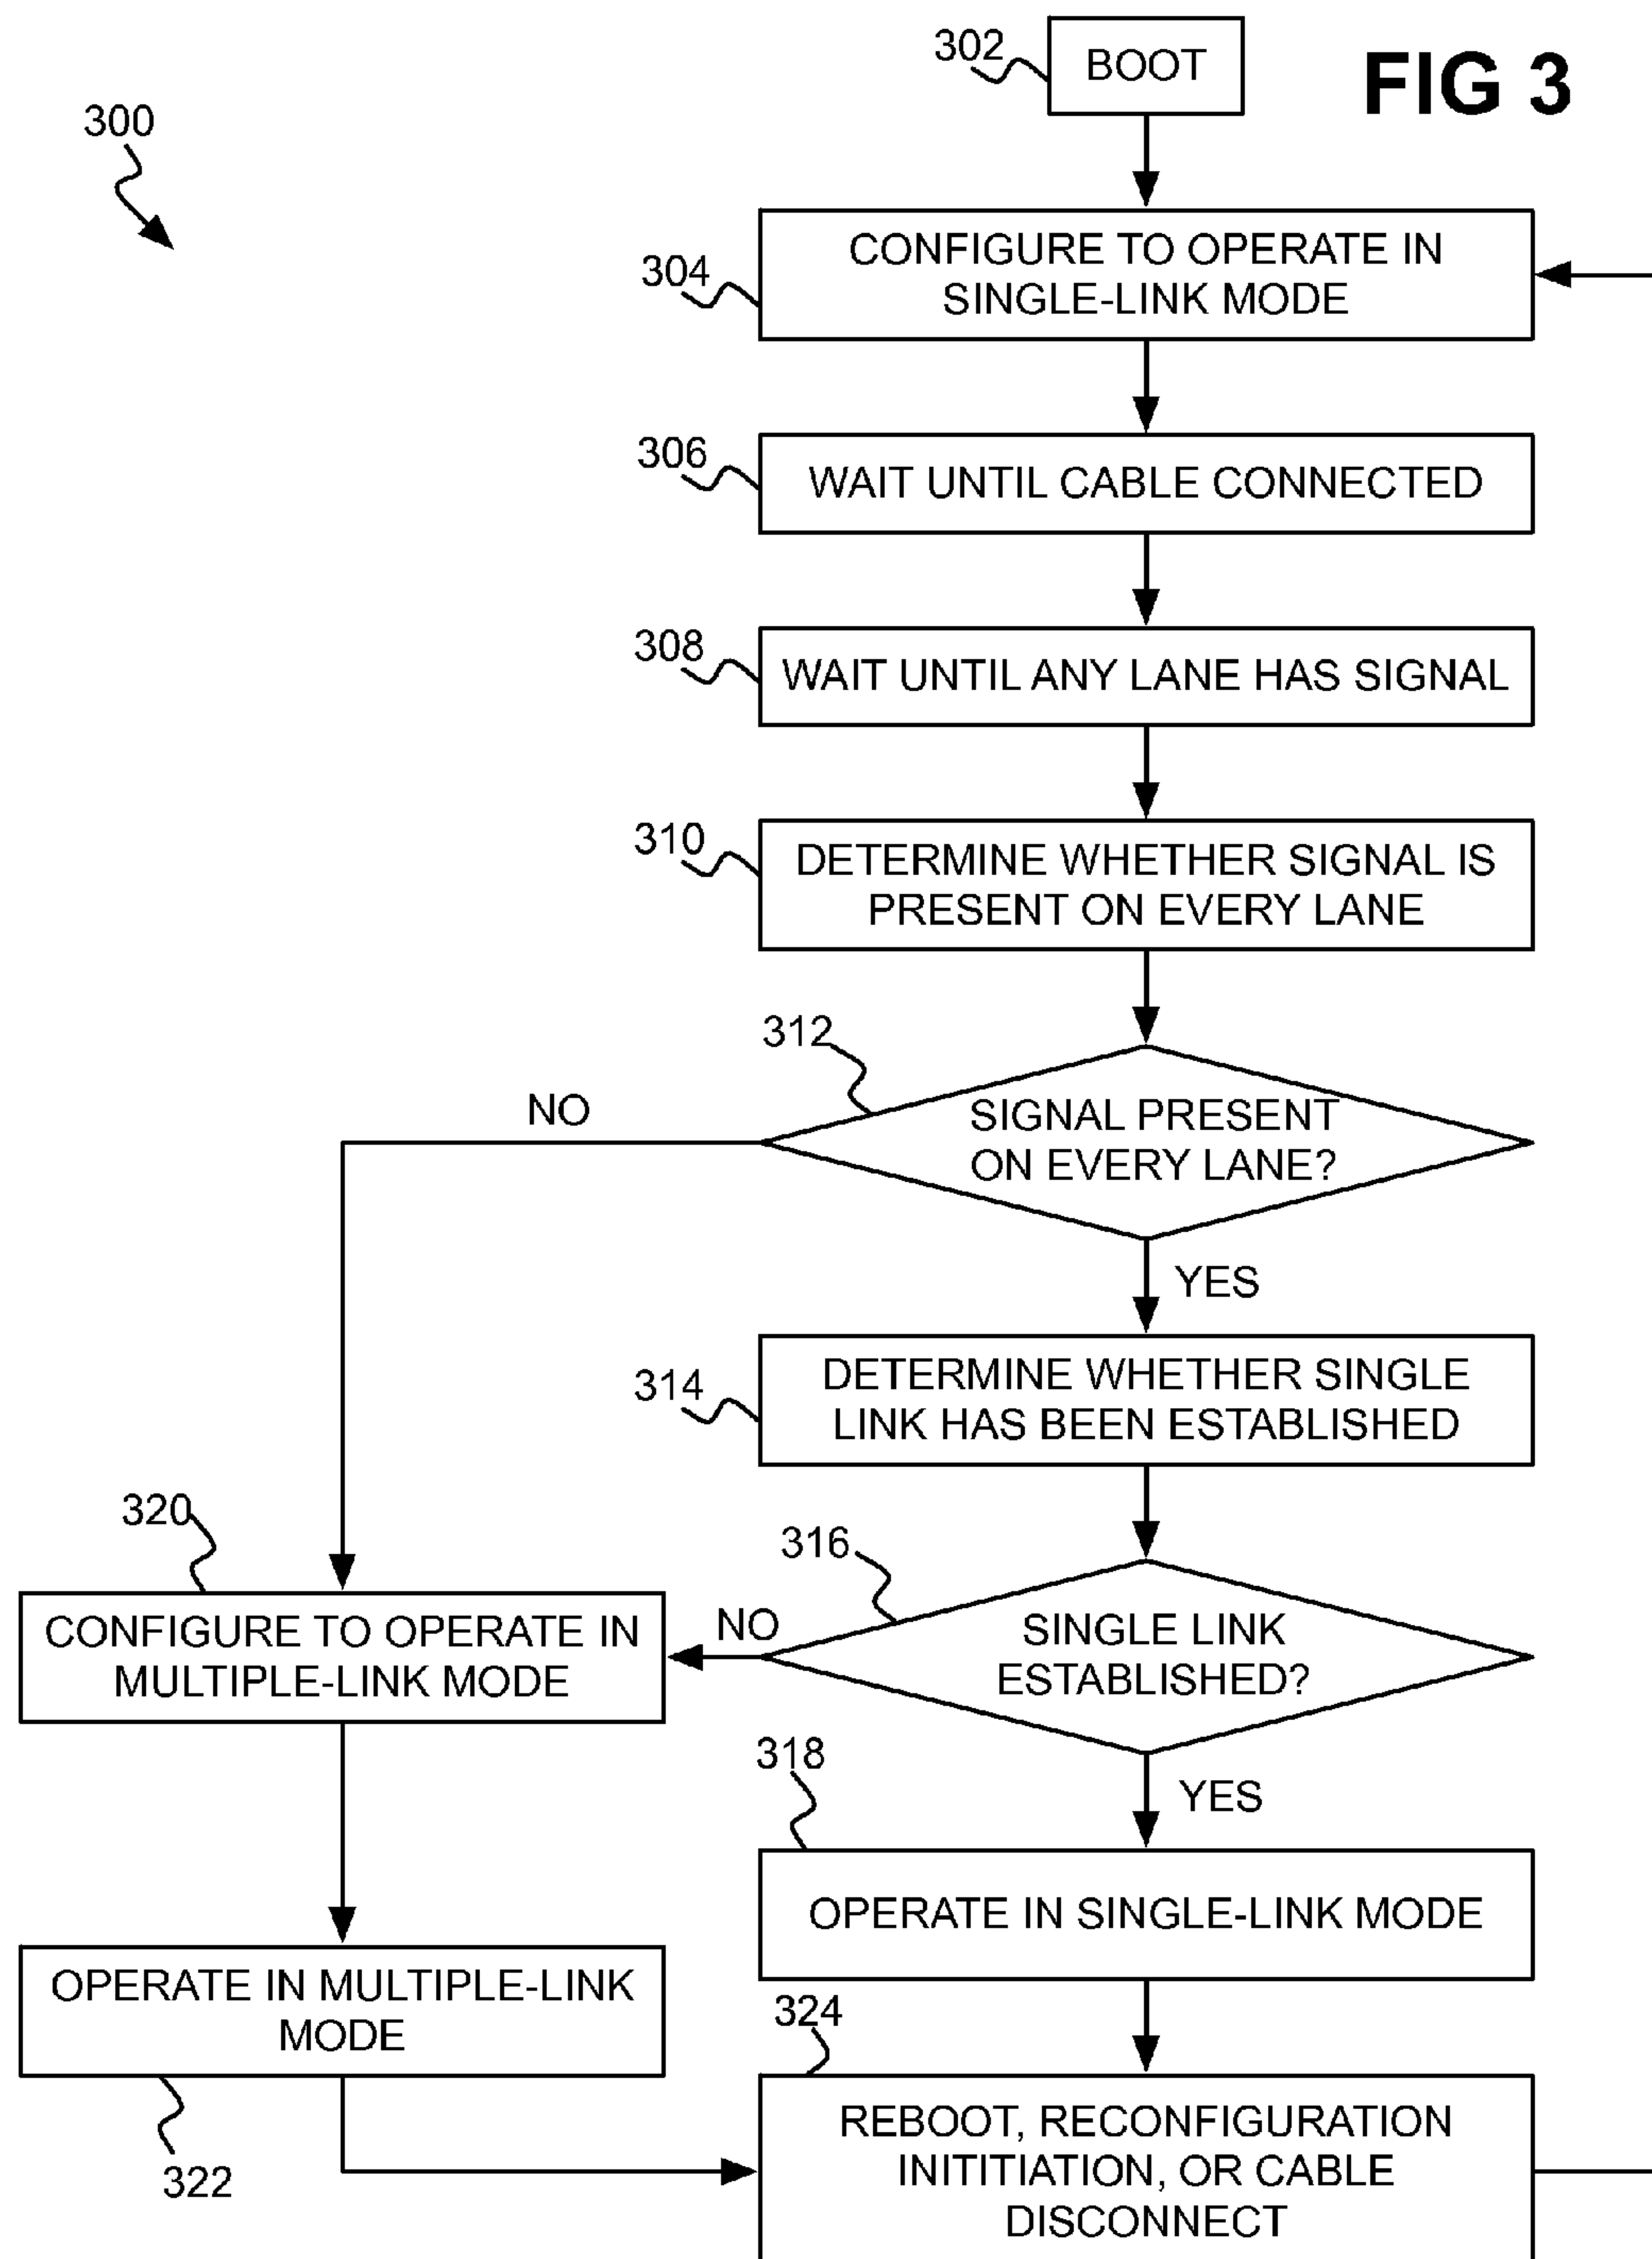 302
BOOT
FIG 3
300
304
CONFIGURE TO OPERATE IN
SINGLE-LINK MODE
306
WAIT UNTIL CABLE CONNECTED
308
WAIT UNTIL ANY LANE HAS SIGNAL
310
DETERMINE WHETHER SIGNAL IS
PRESENT ON EVERY LANE
312
NO
SIGNAL PRESENT
ON EVERY LANE?
YES
314
DETERMINE WHETHER SINGLE
LINK HAS BEEN ESTABLISHED
320
316
CONFIGURE TO OPERATE IN
MULTIPLE-LINK MODE
NO
SINGLE LINK
ESTABLISHED?
318
YES
OPERATE IN SINGLE-LINK MODE
OPERATE IN MULTIPLE-LINK
MODE
324
322
REBOOT, RECONFIGURATION
INITITIATION, OR CABLE
DISCONNECT